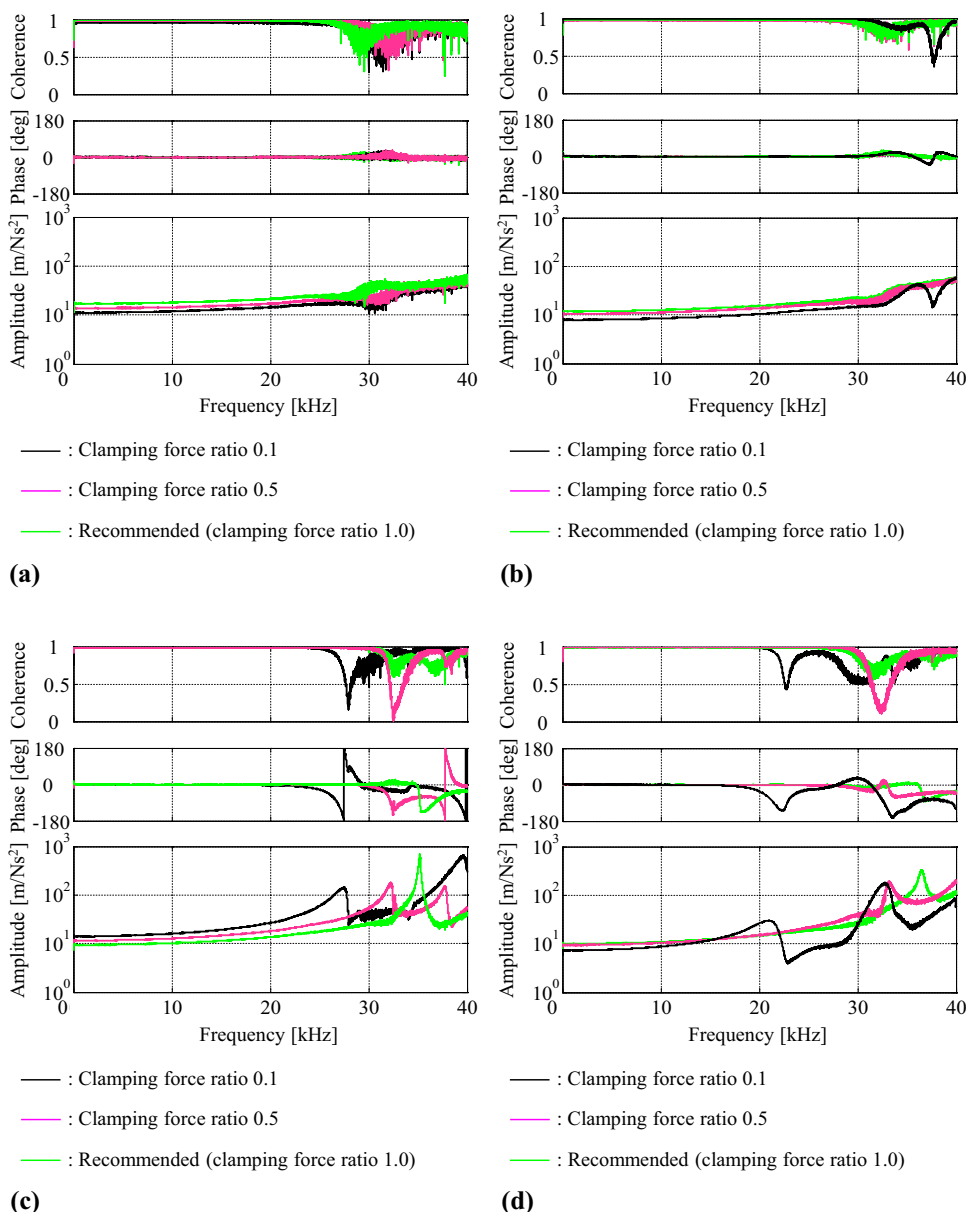 Coherence
1
0.5
0
Phase [deg]
180
0
-180
Amplitude [m/Ns²]
10³
10²
10¹
10⁰
0 10 20 30 40
Frequency [kHz]
: Clamping force ratio 0.1
: Clamping force ratio 0.5
: Recommended (clamping force ratio 1.0)
(a)
Coherence
1
0.5
0
Phase [deg]
180
0
-180
Amplitude [m/Ns²]
10³
10²
10¹
10⁰
0 10 20 30 40
Frequency [kHz]
: Clamping force ratio 0.1
: Clamping force ratio 0.5
: Recommended (clamping force ratio 1.0)
(b)
Coherence
1
0.5
0
Phase [deg]
180
0
-180
Amplitude [m/Ns²]
10³
10²
10¹
10⁰
0 10 20 30 40
Frequency [kHz]
: Clamping force ratio 0.1
: Clamping force ratio 0.5
: Recommended (clamping force ratio 1.0)
(c)
Coherence
1
0.5
0
Phase [deg]
180
0
-180
Amplitude [m/Ns²]
10³
10²
10¹
10⁰
0 10 20 30 40
Frequency [kHz]
: Clamping force ratio 0.1
: Clamping force ratio 0.5
: Recommended (clamping force ratio 1.0)
(d)